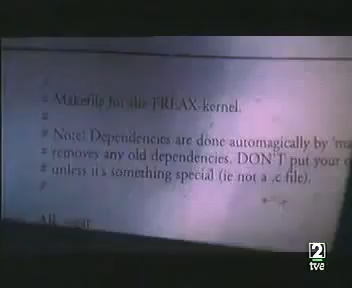 #
# Makefile for the FREAX-kernel.
#
# Note! Dependencies are done automagically by 'ma
# removes any old dependencies. DON'T put your o
# unless it's something special (ie not a .c file).
#
All
2
tve